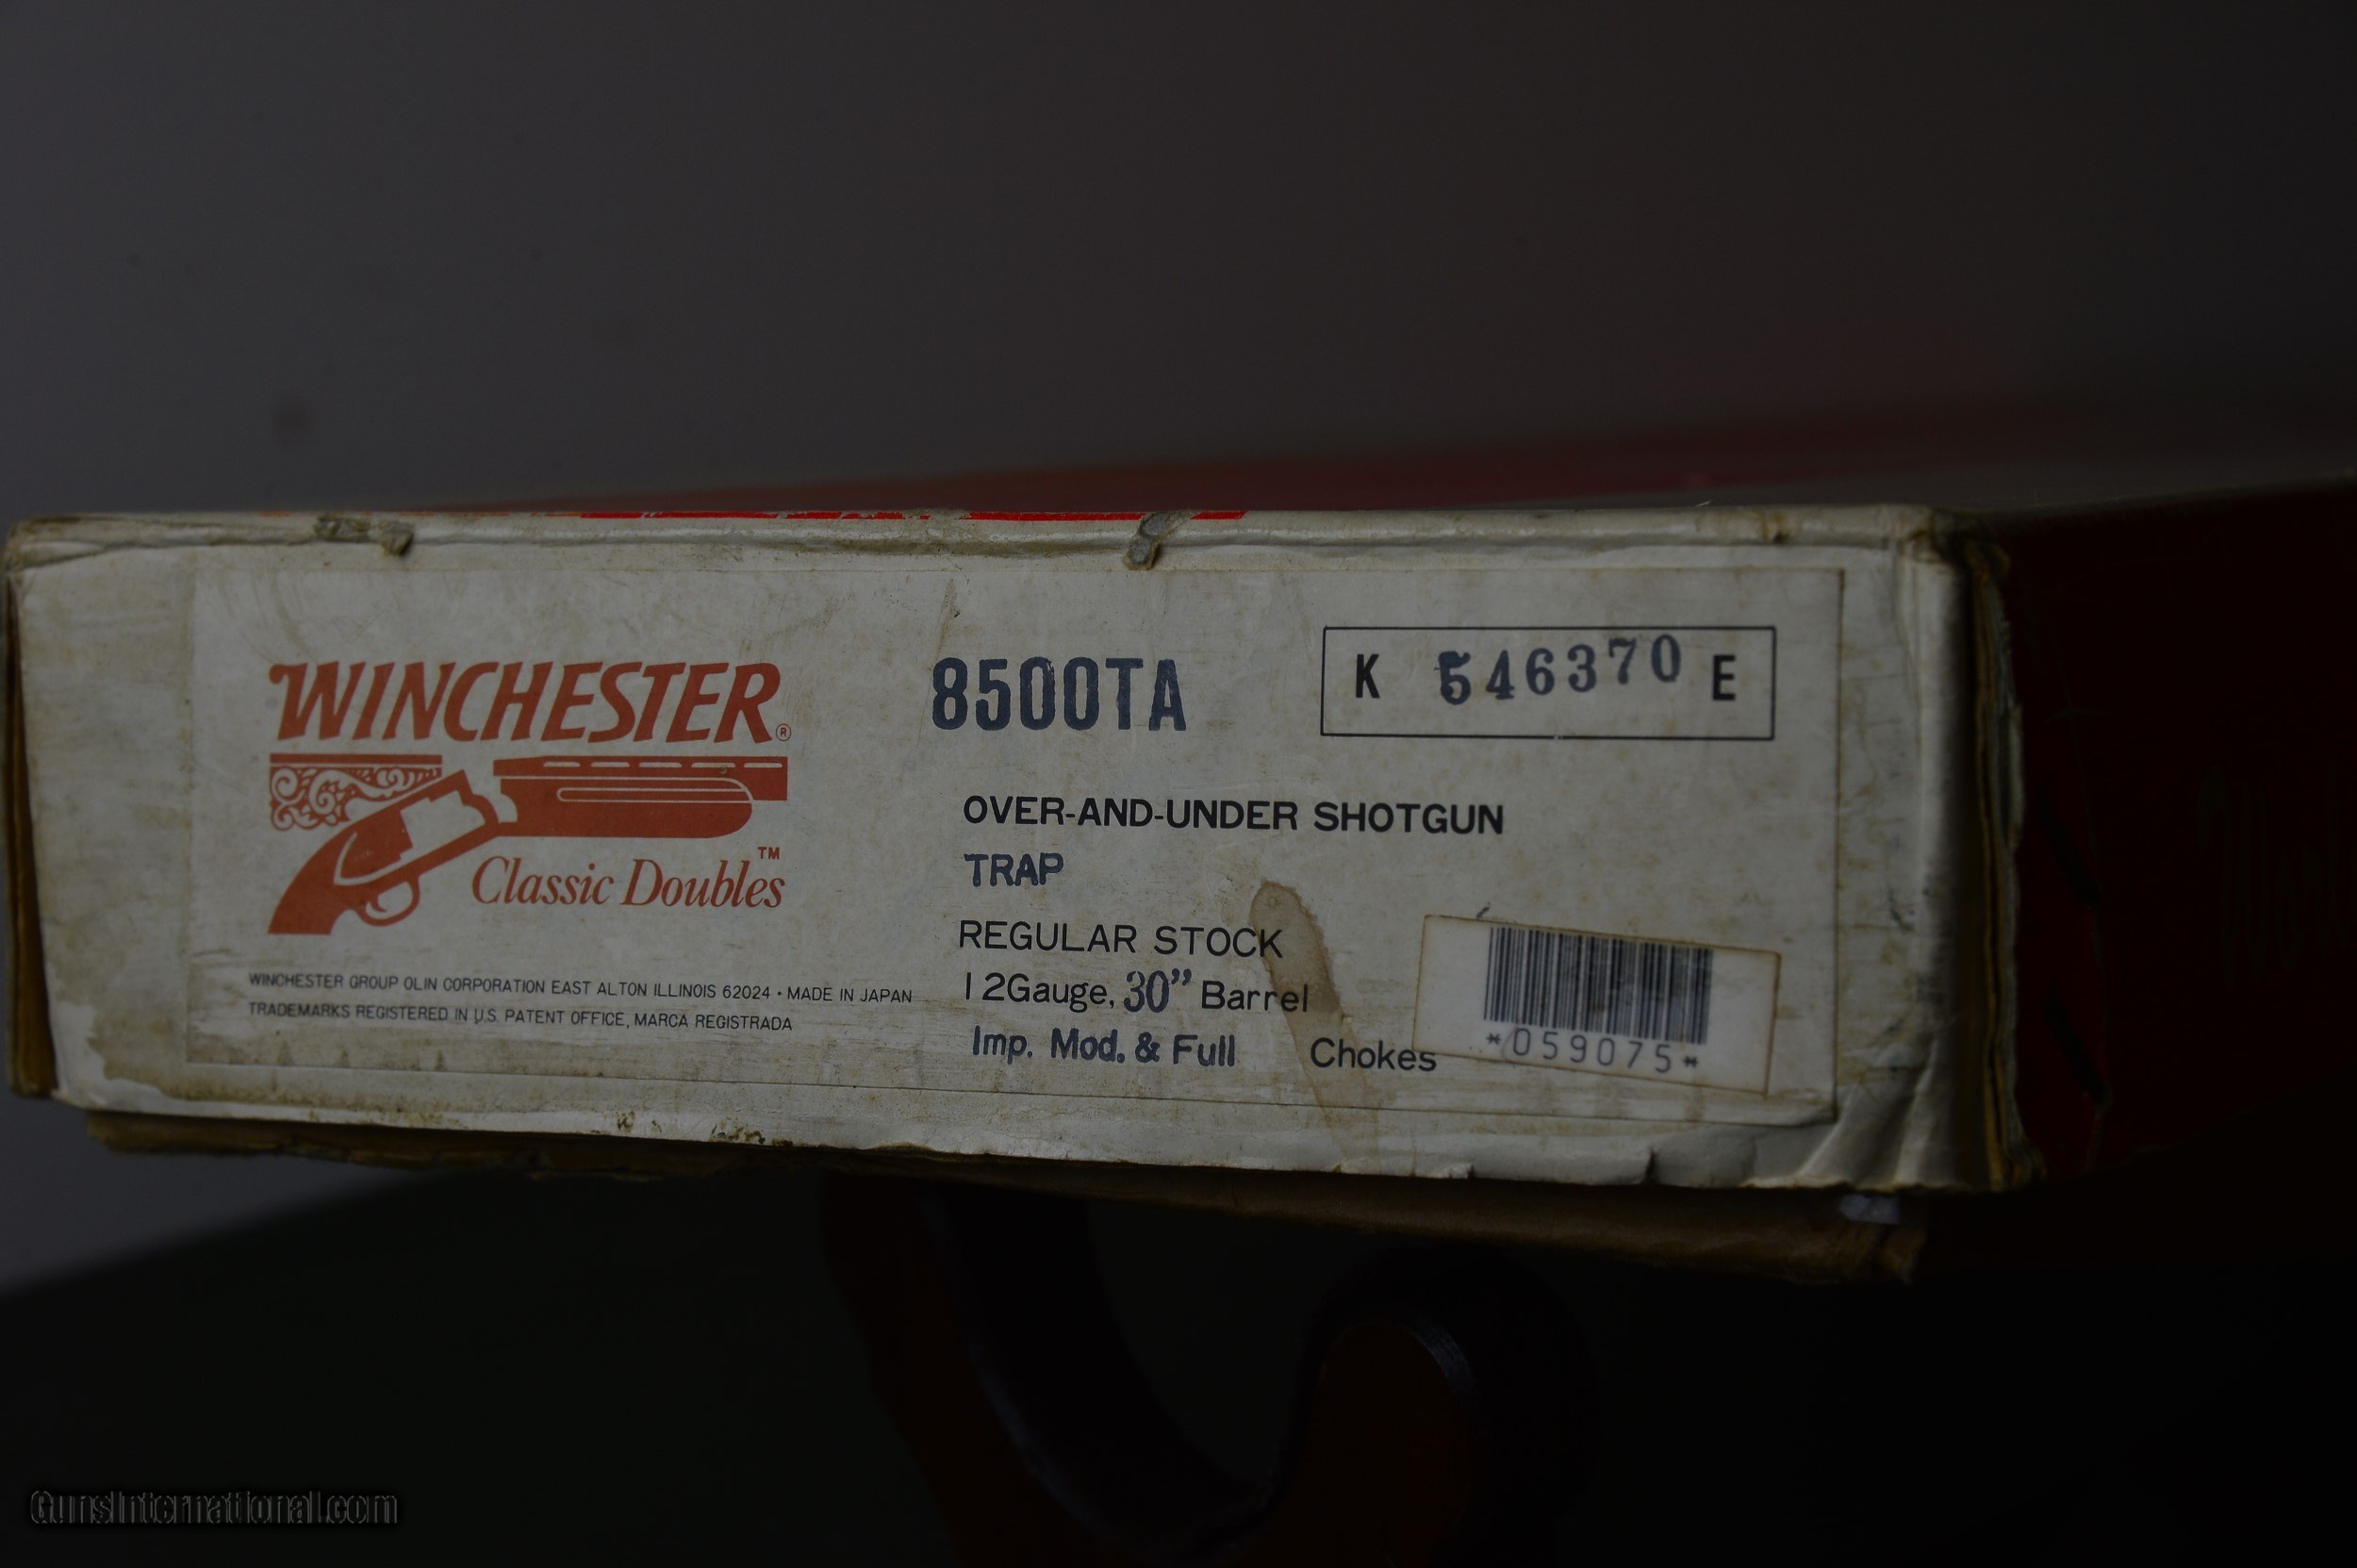 WINCHESTER®
Classic Doubles™
WINCHESTER GROUP OLIN CORPORATION EAST ALTON ILLINOIS 62024 • MADE IN JAPAN
TRADEMARKS REGISTERED IN U.S. PATENT OFFICE, MARCA REGISTRADA
8500TA
K 546370 E
OVER-AND-UNDER SHOTGUN
TRAP
REGULAR STOCK
12Gauge, 30" Barrel
Imp. Mod. & Full Chokes
*059075*
GunsInternational.com